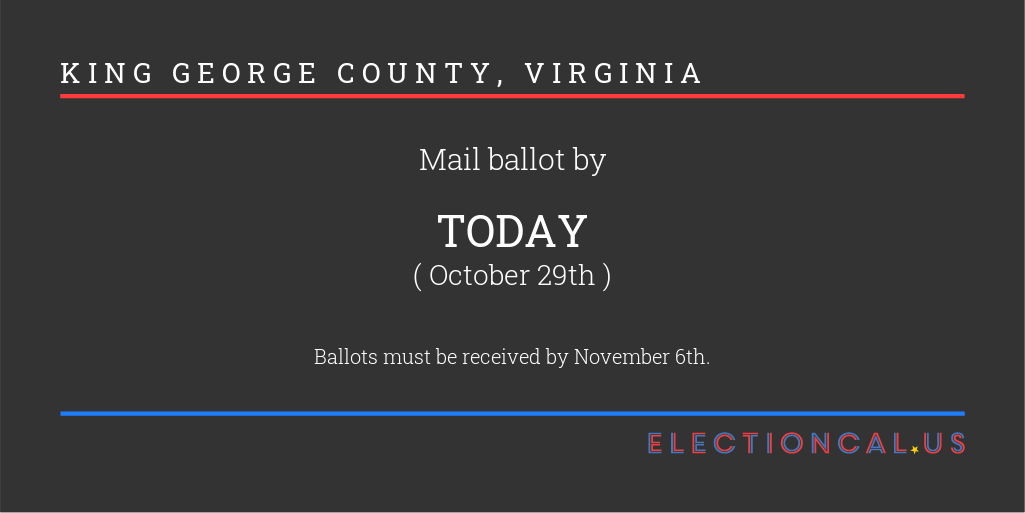 KING GEORGE COUNTY, VIRGINIA
Mail ballot by
TODAY
( October 29th )
Ballots must be received by November 6th.
ELECTIONCAL.US